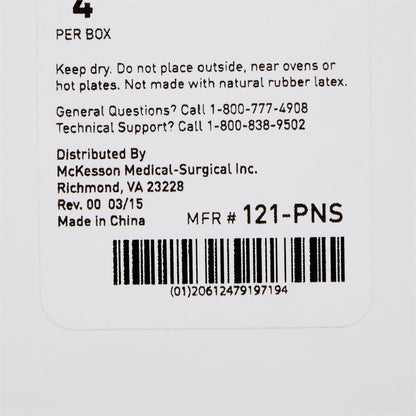 4
PER BOX
Keep dry. Do not place outside, near ovens or
hot plates. Not made with natural rubber latex.
General Questions? Call 1-800-777-4908
Technical Support? Call 1-800-838-9502
Distributed By
McKesson Medical-Surgical Inc.
Richmond, VA 23228
Rev. 00 03/15
Made in China
MFR # 121-PNS
(01)20612479197194